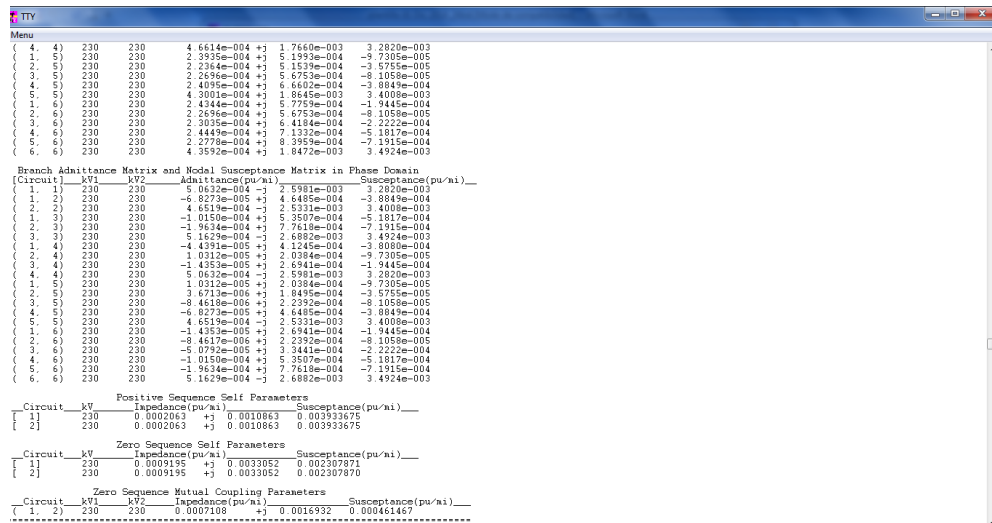 TTY
Menu
( 4, 4) 230 230 4.6614e-004 +j 1.7660e-003 3.2820e-003
( 1, 5) 230 230 2.3935e-004 +j 5.1993e-004 -9.7305e-005
( 2, 5) 230 230 2.2364e-004 +j 5.1539e-004 -3.5755e-005
( 3, 5) 230 230 2.2696e-004 +j 5.6753e-004 -8.1058e-005
( 4, 5) 230 230 2.4095e-004 +j 6.6602e-004 -3.8849e-004
( 5, 5) 230 230 4.3001e-004 +j 1.8645e-003 3.4008e-003
( 1, 6) 230 230 2.4344e-004 +j 5.7759e-004 -1.9445e-004
( 2, 6) 230 230 2.2696e-004 +j 5.6753e-004 -8.1058e-005
( 3, 6) 230 230 2.3035e-004 +j 6.4184e-004 -2.2222e-004
( 4, 6) 230 230 2.4449e-004 +j 7.1332e-004 -5.1817e-004
( 5, 6) 230 230 2.2778e-004 +j 8.3959e-004 -7.1915e-004
( 6, 6) 230 230 4.3592e-004 +j 1.8472e-003 3.4924e-003
Branch Admittance Matrix and Nodal Susceptance Matrix in Phase Domain
[Circuit]___kV1_____kV2______Admittance(pu/mi)____________Susceptance(pu/mi)__
( 1, 1) 230 230 5.0632e-004 -j 2.5981e-003 3.2820e-003
( 1, 2) 230 230 -6.8273e-005 +j 4.6485e-004 -3.8849e-004
( 2, 2) 230 230 4.6519e-004 -j 2.5331e-003 3.4008e-003
( 1, 3) 230 230 -1.0150e-004 +j 5.3507e-004 -5.1817e-004
( 2, 3) 230 230 -1.9634e-004 +j 7.7618e-004 -7.1915e-004
( 3, 3) 230 230 5.1629e-004 -j 2.6882e-003 3.4924e-003
( 1, 4) 230 230 -4.4391e-005 +j 4.1245e-004 -3.8080e-004
( 2, 4) 230 230 1.0312e-005 +j 2.0384e-004 -9.7305e-005
( 3, 4) 230 230 -1.4353e-005 +j 2.6941e-004 -1.9445e-004
( 4, 4) 230 230 5.0632e-004 -j 2.5981e-003 3.2820e-003
( 1, 5) 230 230 1.0312e-005 +j 2.0384e-004 -9.7305e-005
( 2, 5) 230 230 3.6713e-006 +j 1.8495e-004 -3.5755e-005
( 3, 5) 230 230 -8.4618e-006 +j 2.2392e-004 -8.1058e-005
( 4, 5) 230 230 -6.8273e-005 +j 4.6485e-004 -3.8849e-004
( 5, 5) 230 230 4.6519e-004 -j 2.5331e-003 3.4008e-003
( 1, 6) 230 230 -1.4353e-005 +j 2.6941e-004 -1.9445e-004
( 2, 6) 230 230 -8.4617e-006 +j 2.2392e-004 -8.1058e-005
( 3, 6) 230 230 -5.0792e-005 +j 3.3441e-004 -2.2222e-004
( 4, 6) 230 230 -1.0150e-004 +j 5.3507e-004 -5.1817e-004
( 5, 6) 230 230 -1.9634e-004 +j 7.7618e-004 -7.1915e-004
( 6, 6) 230 230 5.1629e-004 -j 2.6882e-003 3.4924e-003
Positive Sequence Self Parameters
__Circuit___kV_______Impedance(pu/mi)__________Susceptance(pu/mi)___
[ 1] 230 0.0002063 +j 0.0010863 0.003933675
[ 2] 230 0.0002063 +j 0.0010863 0.003933675
Zero Sequence Self Parameters
__Circuit___kV_______Impedance(pu/mi)__________Susceptance(pu/mi)___
[ 1] 230 0.0009195 +j 0.0033052 0.002307871
[ 2] 230 0.0009195 +j 0.0033052 0.002307870
Zero Sequence Mutual Coupling Parameters
__Circuit___kV1_____kV2_____Impedance(pu/mi)__________Susceptance(pu/mi)__
( 1, 2) 230 230 0.0007108 +j 0.0016932 0.000461467